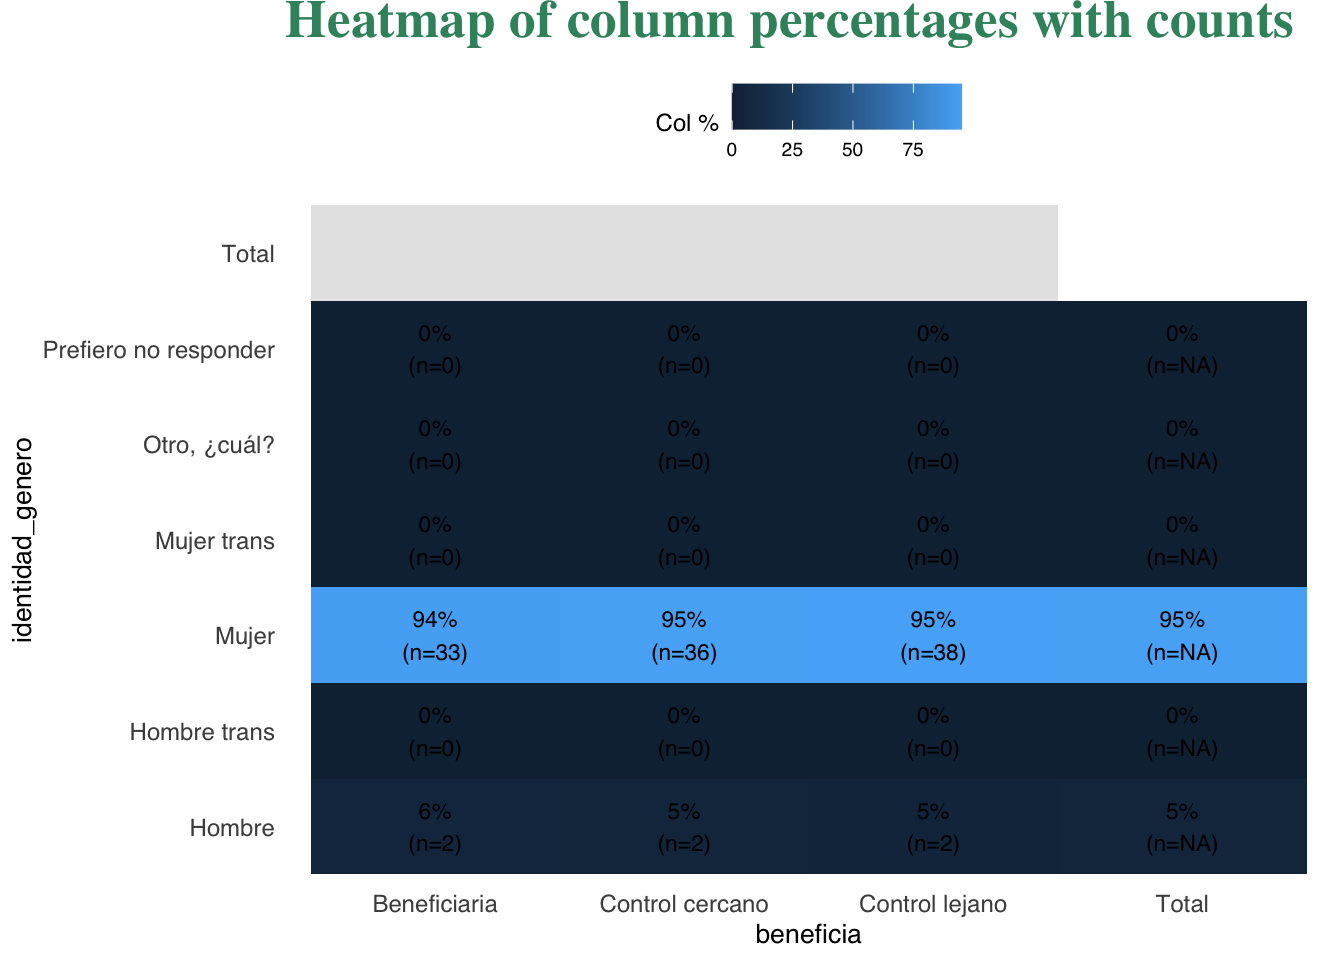 Heatmap of column percentages with counts
Col %
0 25 50 75
Total
Prefiero no responder
0% 0% 0% 0%
(n=0) (n=0) (n=0) (n=NA)
Otro, ¿cuál?
0% 0% 0% 0%
(n=0) (n=0) (n=0) (n=NA)
Mujer trans
0% 0% 0% 0%
(n=0) (n=0) (n=0) (n=NA)
Mujer
94% 95% 95% 95%
(n=33) (n=36) (n=38) (n=NA)
Hombre trans
0% 0% 0% 0%
(n=0) (n=0) (n=0) (n=NA)
Hombre
6% 5% 5% 5%
(n=2) (n=2) (n=2) (n=NA)
identidad_genero
Beneficiaria Control cercano Control lejano Total
beneficia